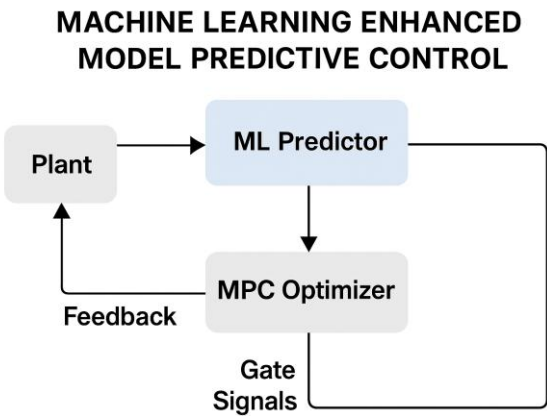 MACHINE LEARNING ENHANCED
MODEL PREDICTIVE CONTROL
ML Predictor
Plant
MPC Optimizer
Feedback
Gate
Signals